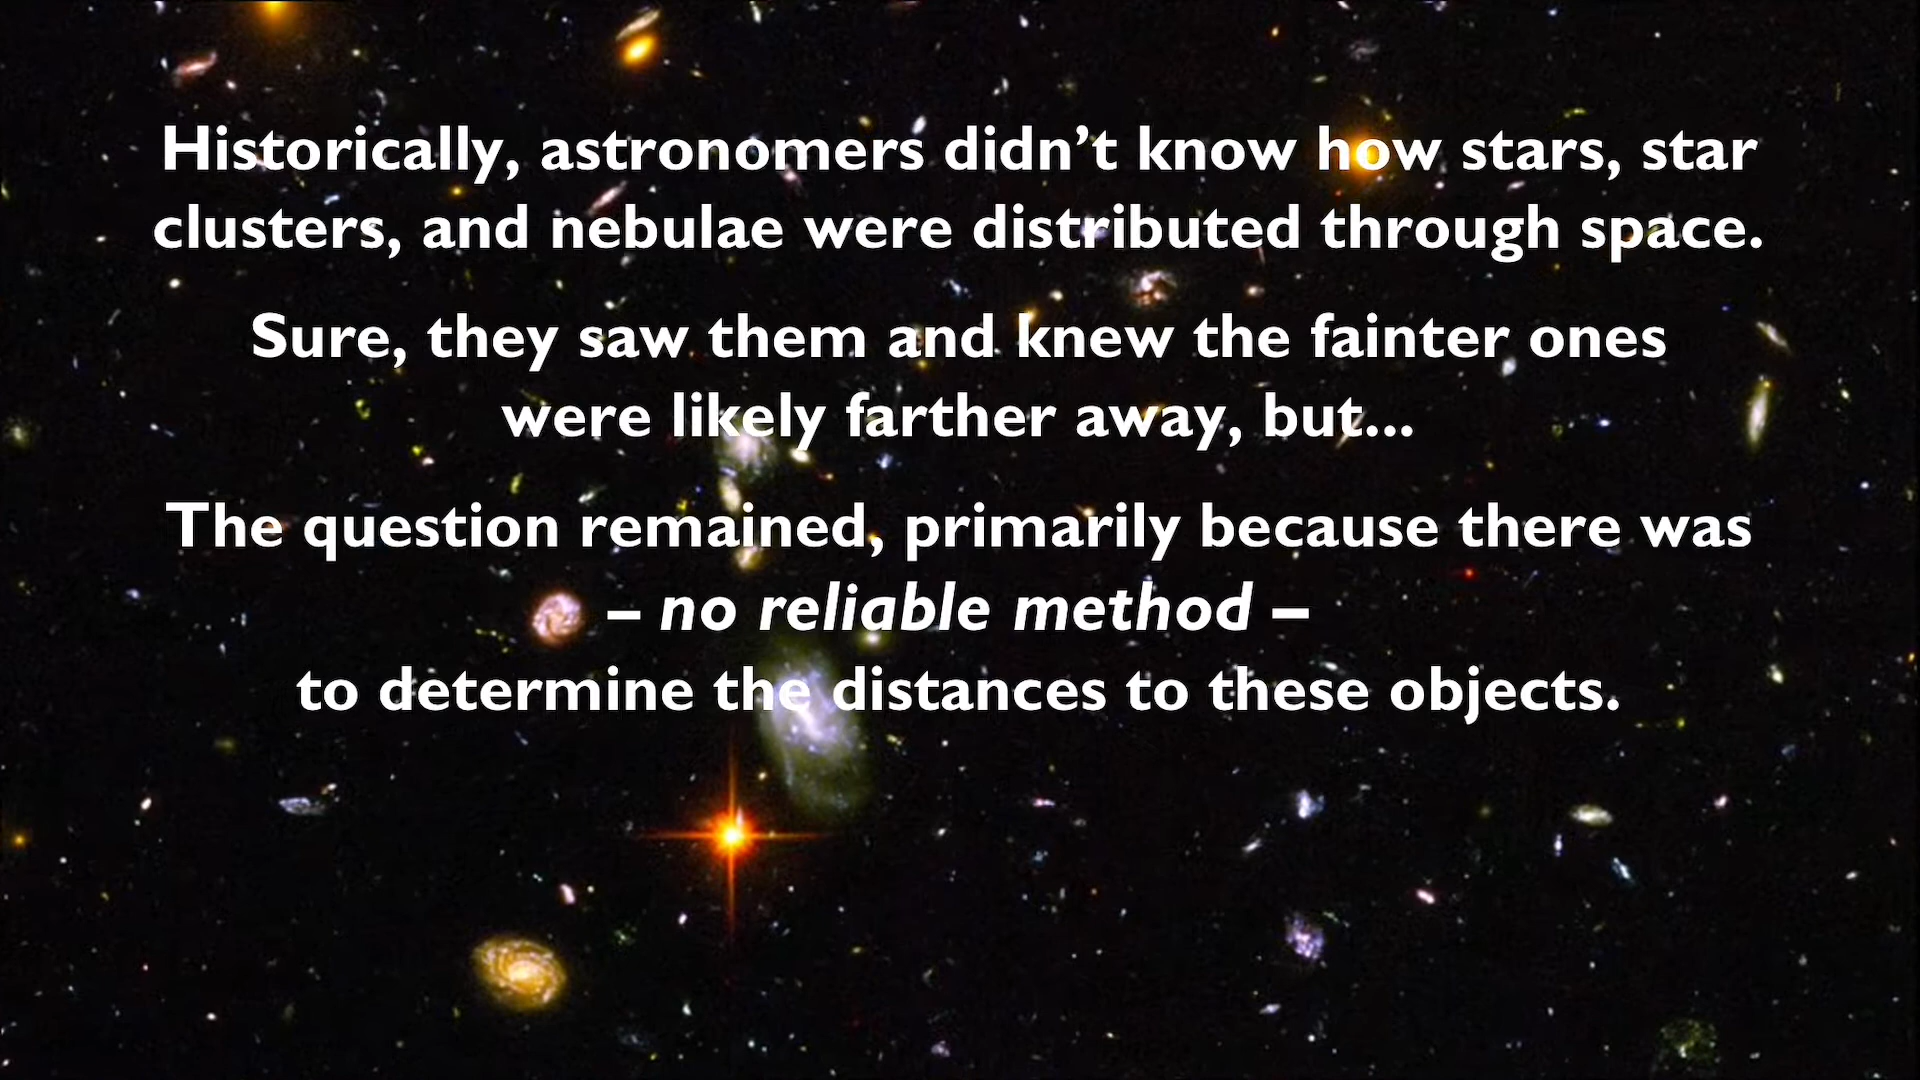 Historically, astronomers didn’t know how stars, star
clusters, and nebulae were distributed through space.
Sure, they saw them and knew the fainter ones
were likely farther away, but...
The question remained, primarily because there was
– no reliable method –
to determine the distances to these objects.